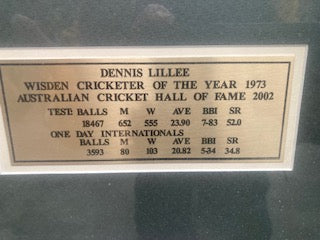 DENNIS LILLEE
WISDEN CRICKETER OF THE YEAR 1973
AUSTRALIAN CRICKET HALL OF FAME 2002
TEST: BALLS M W AVE BBI SR
18467 652 555 23.90 7-83 52.0
ONE DAY INTERNATIONALS
BALLS M W AVE BBI SR
3593 80 103 20.82 5-34 34.8